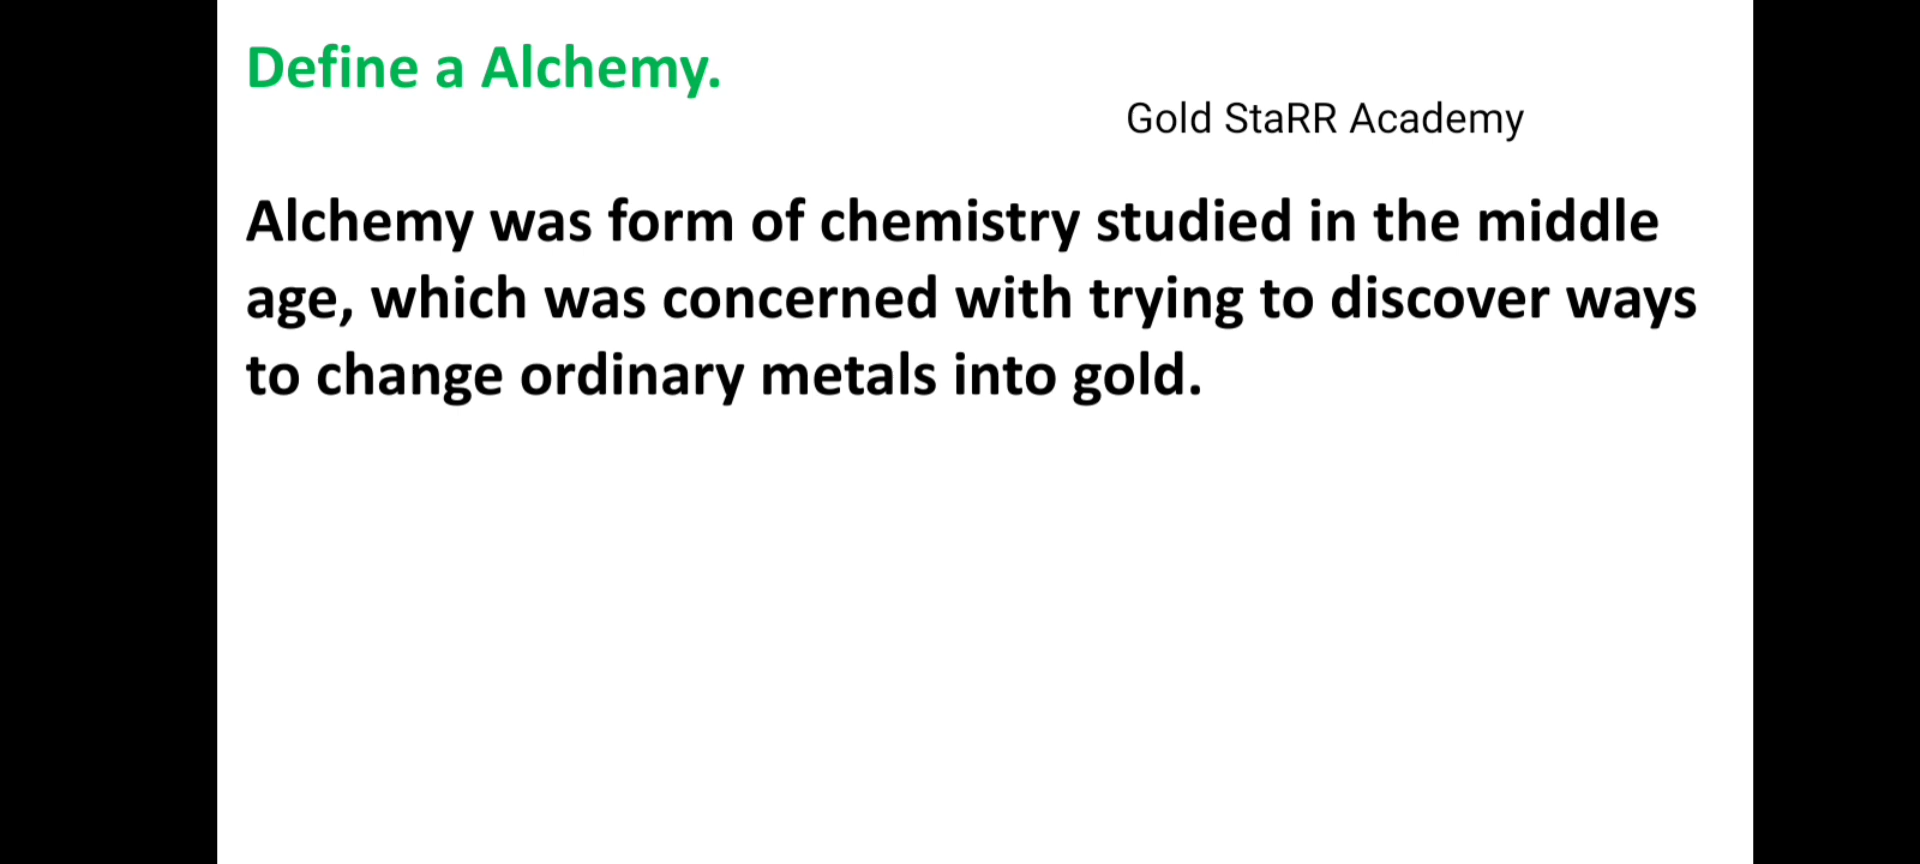 Define a Alchemy.
Gold StaRR Academy
Alchemy was form of chemistry studied in the middle
age, which was concerned with trying to discover ways
to change ordinary metals into gold.